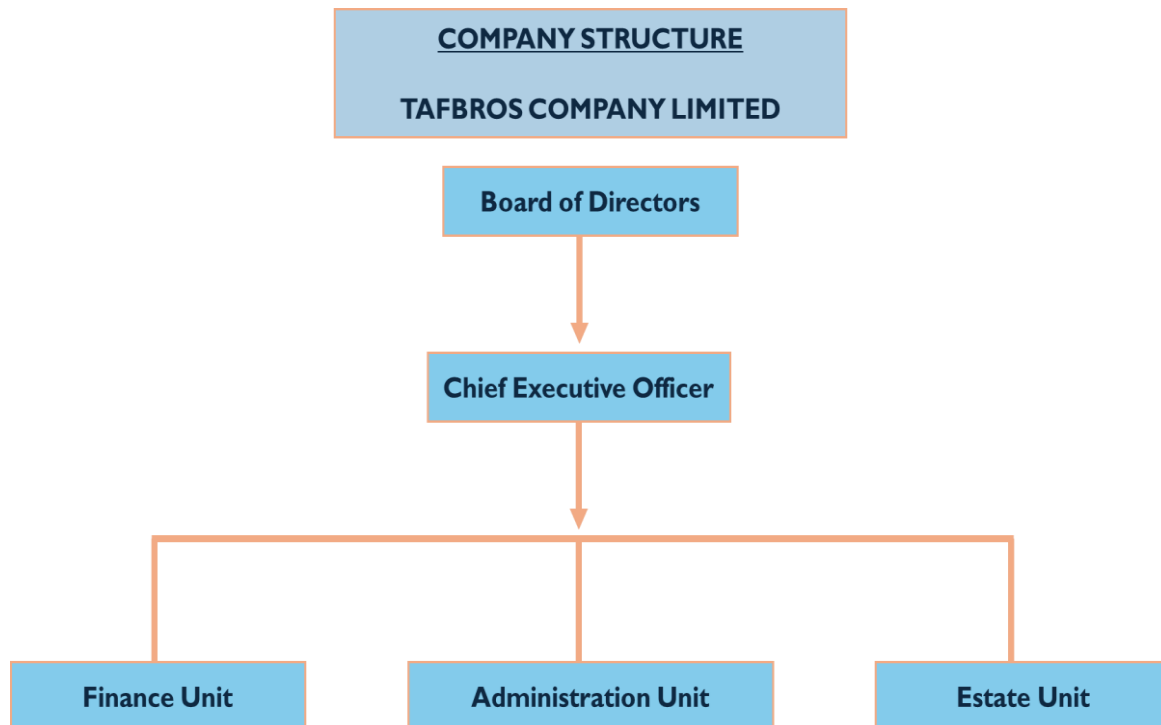 COMPANY STRUCTURE
TAFBROS COMPANY LIMITED
Board of Directors
Chief Executive Officer
Finance Unit
Administration Unit
Estate Unit